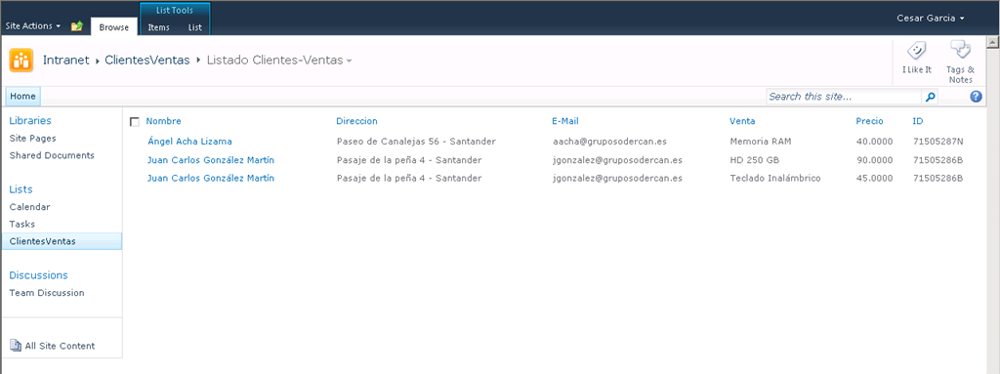 List Tools
Site Actions Browse Items List Cesar Garcia
Intranet ClientesVentas Listado Clientes-Ventas
I Like It Tags & Notes
Home Search this site...
Libraries
Site Pages
Shared Documents
Lists
Calendar
Tasks
ClientesVentas
Discussions
Team Discussion
All Site Content
Nombre Direccion E-Mail Venta Precio ID
Ángel Acha Lizama Paseo de Canalejas 56 - Santander aacha@gruposodercan.es Memoria RAM 40.0000 71505287N
Juan Carlos González Martín Pasaje de la peña 4 - Santander jgonzalez@gruposodercan.es HD 250 GB 90.0000 71505286B
Juan Carlos González Martín Pasaje de la peña 4 - Santander jgonzalez@gruposodercan.es Teclado Inalámbrico 45.0000 71505286B